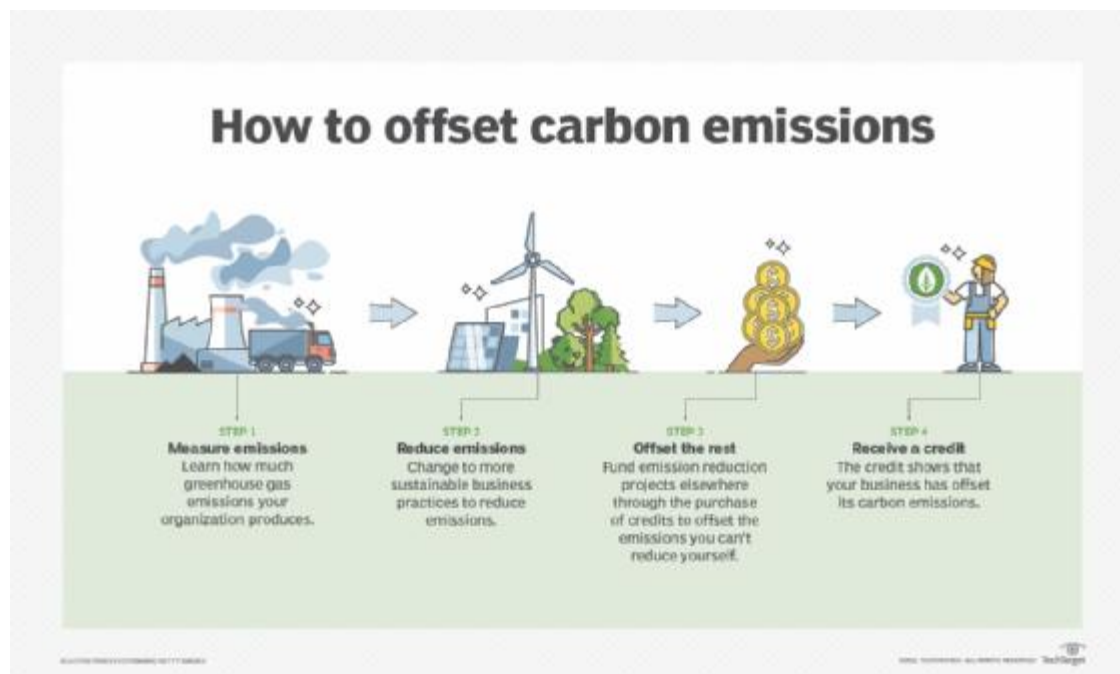 How to offset carbon emissions
STEP 1
Measure emissions
Learn how much
greenhouse gas
emissions your
organization produces.
STEP 2
Reduce emissions
Change to more
sustainable business
practices to reduce
emissions.
STEP 3
Offset the rest
Fund emission reduction
projects elsewhere
through the purchase
of credits to offset the
emissions you can't
reduce yourself.
STEP 4
Receive a credit
The credit shows that
your business has offset
its carbon emissions.
TechTarget